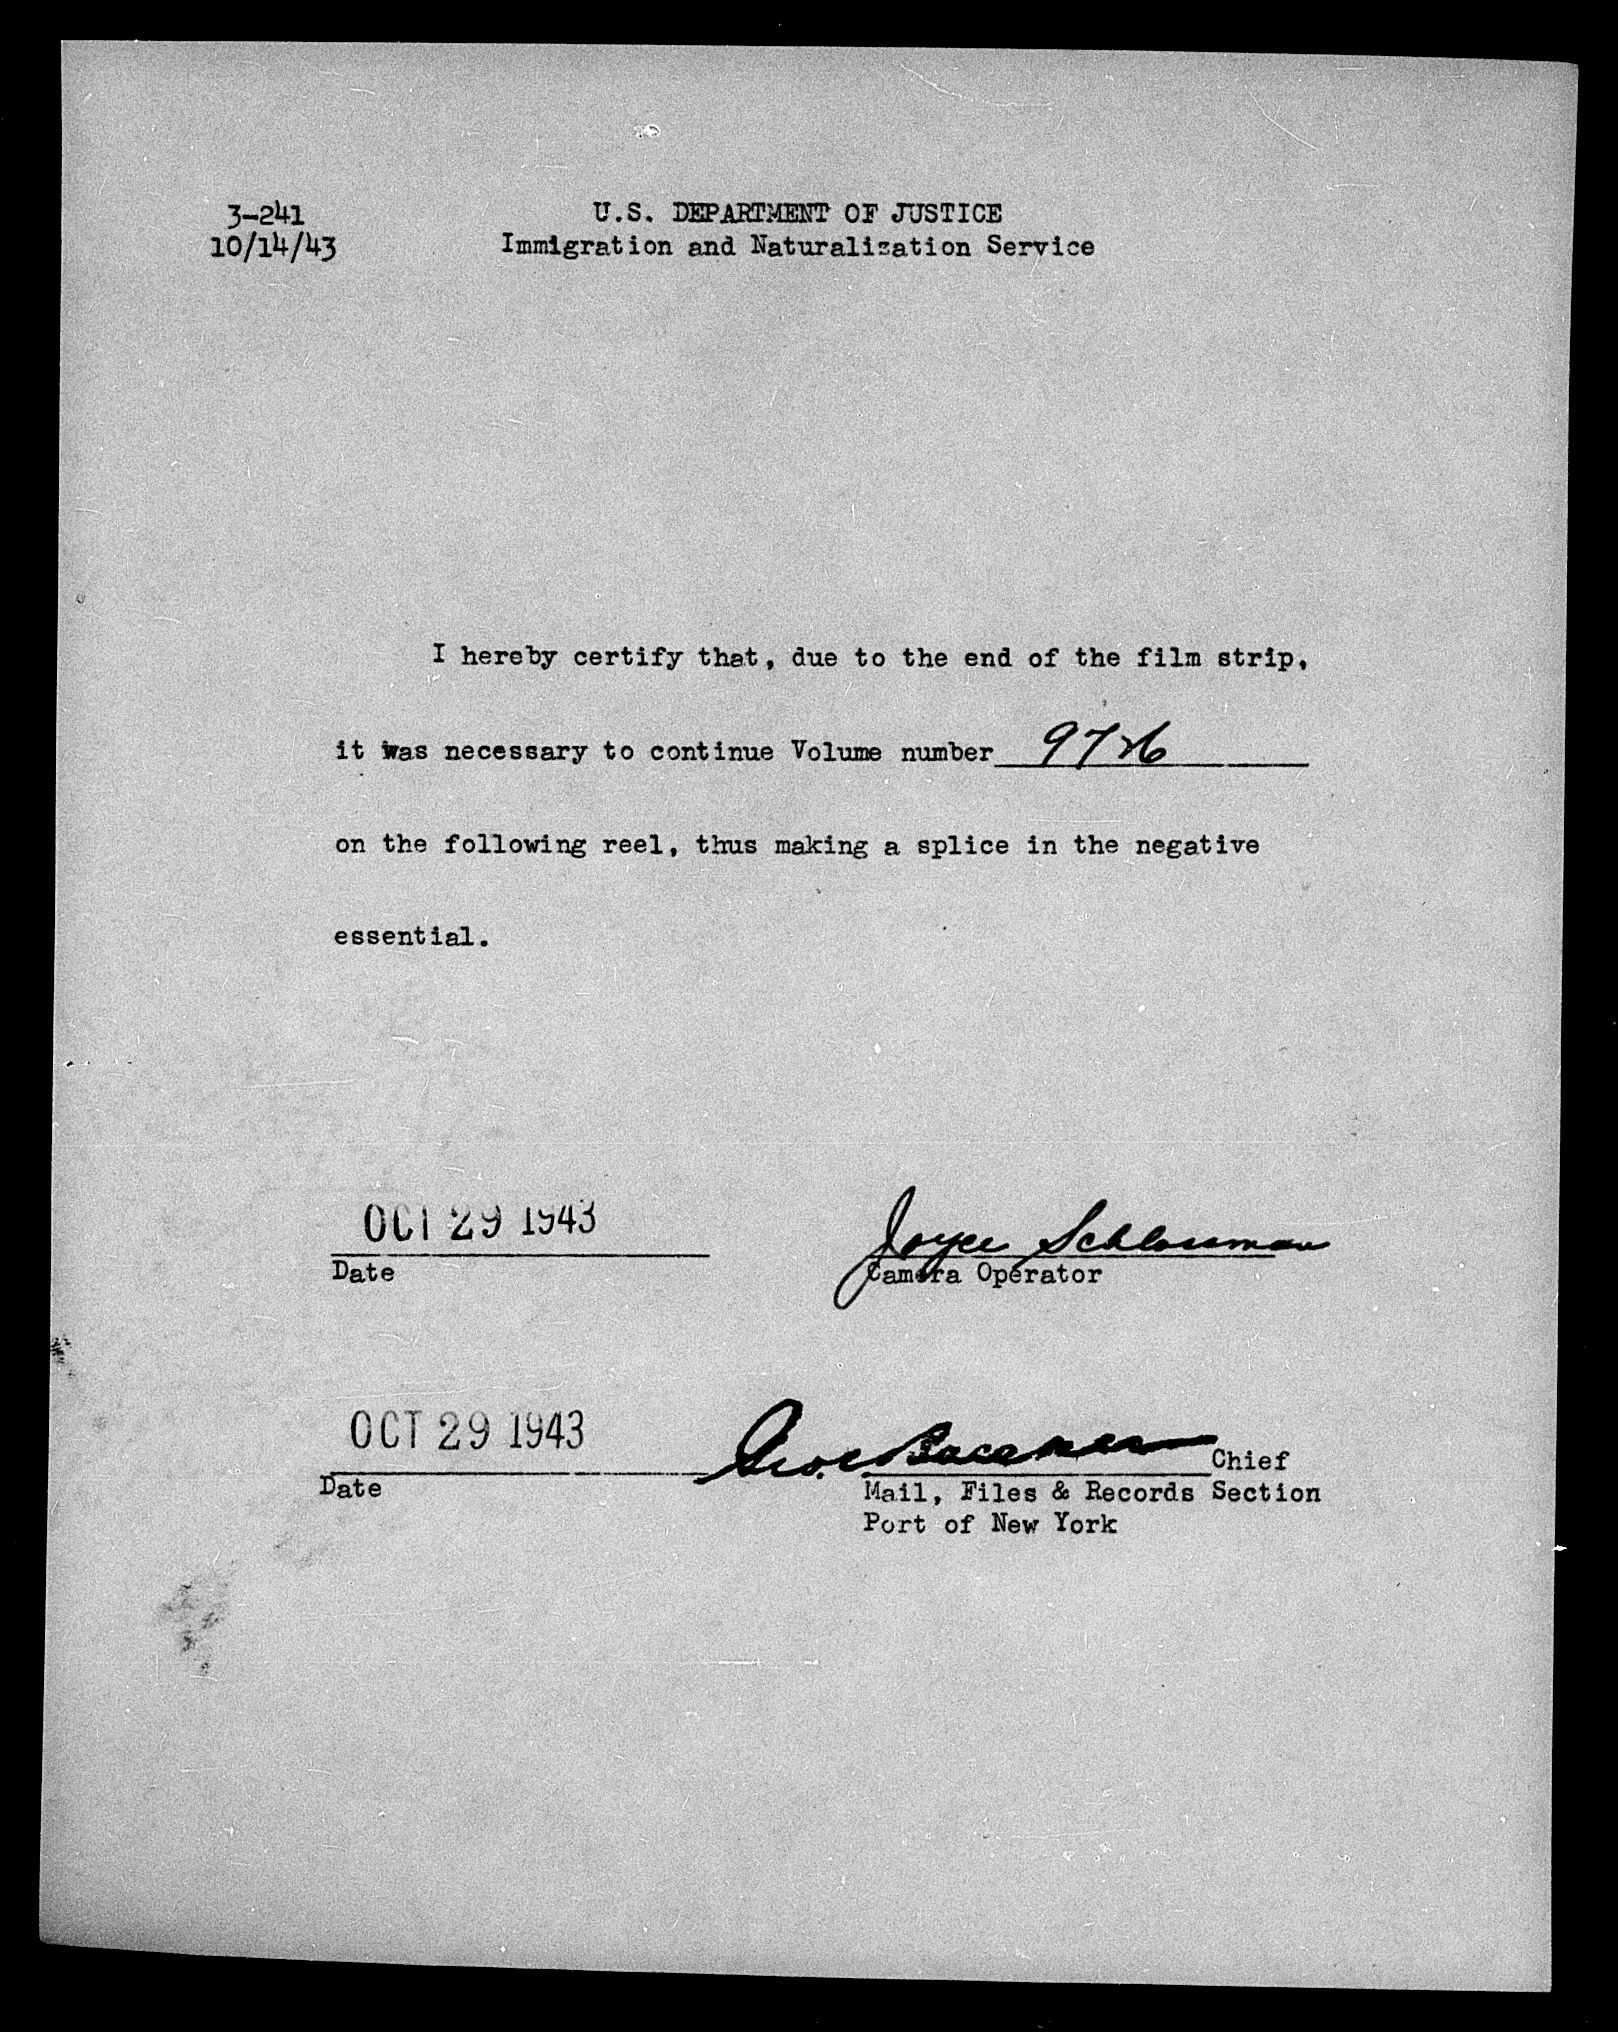 3-241
10/14/43
U.S. DEPARTMENT OF JUSTICE
Immigration and Naturalization Service
I hereby certify that, due to the end of the film strip,
it was necessary to continue Volume number 9726
on the following reel, thus making a splice in the negative
essential.
OCT 29 1943
Date
Joyce Schlossman
Camera Operator
OCT 29 1943
Date
Chief
Mail, Files & Records Section
Port of New York